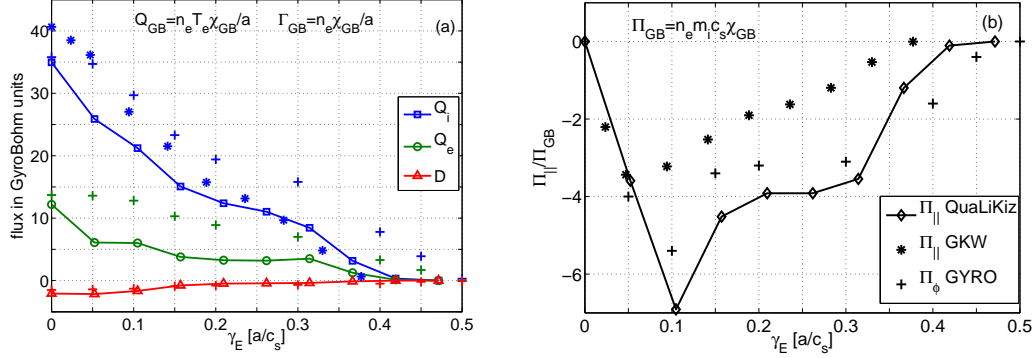 Q_GB=n_e T_e χ_GB/a Γ_GB=n_e χ_GB/a (a)
40
30
20
10
0
flux in GyroBohm units
Q_i
Q_e
D
0 0.1 0.2 0.3 0.4 0.5
γ_E [a/c_s]
Π_GB=n_e m_i c_s χ_GB (b)
0
−2
−4
−6
Π_||/Π_GB
Π_|| QuaLiKiz
Π_|| GKW
Π_ϕ GYRO
0 0.1 0.2 0.3 0.4 0.5
γ_E [a/c_s]